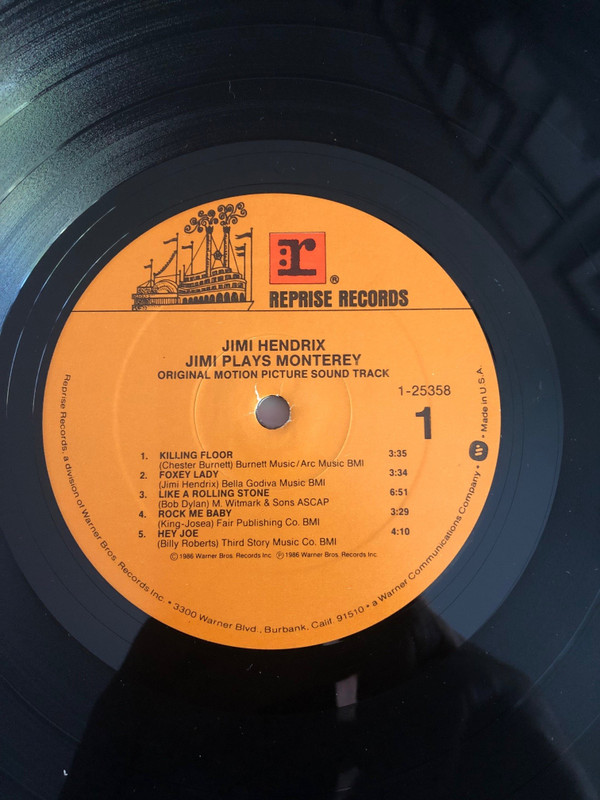 r®
REPRISE RECORDS
JIMI HENDRIX
JIMI PLAYS MONTEREY
ORIGINAL MOTION PICTURE SOUND TRACK
1-25358
1
1. KILLING FLOOR 3:35
(Chester Burnett) Burnett Music/Arc Music BMI
2. FOXEY LADY 3:34
(Jimi Hendrix) Bella Godiva Music BMI
3. LIKE A ROLLING STONE 6:51
(Bob Dylan) M. Witmark & Sons ASCAP
4. ROCK ME BABY 3:29
(King-Josea) Fair Publishing Co. BMI
5. HEY JOE 4:10
(Billy Roberts) Third Story Music Co. BMI
©1986 Warner Bros. Records Inc. ℗1986 Warner Bros. Records Inc.
Reprise Records, a division of Warner Bros. Records Inc. • 3300 Warner Blvd., Burbank, Calif. 91510 • a Warner Communications Company • Made in U.S.A.